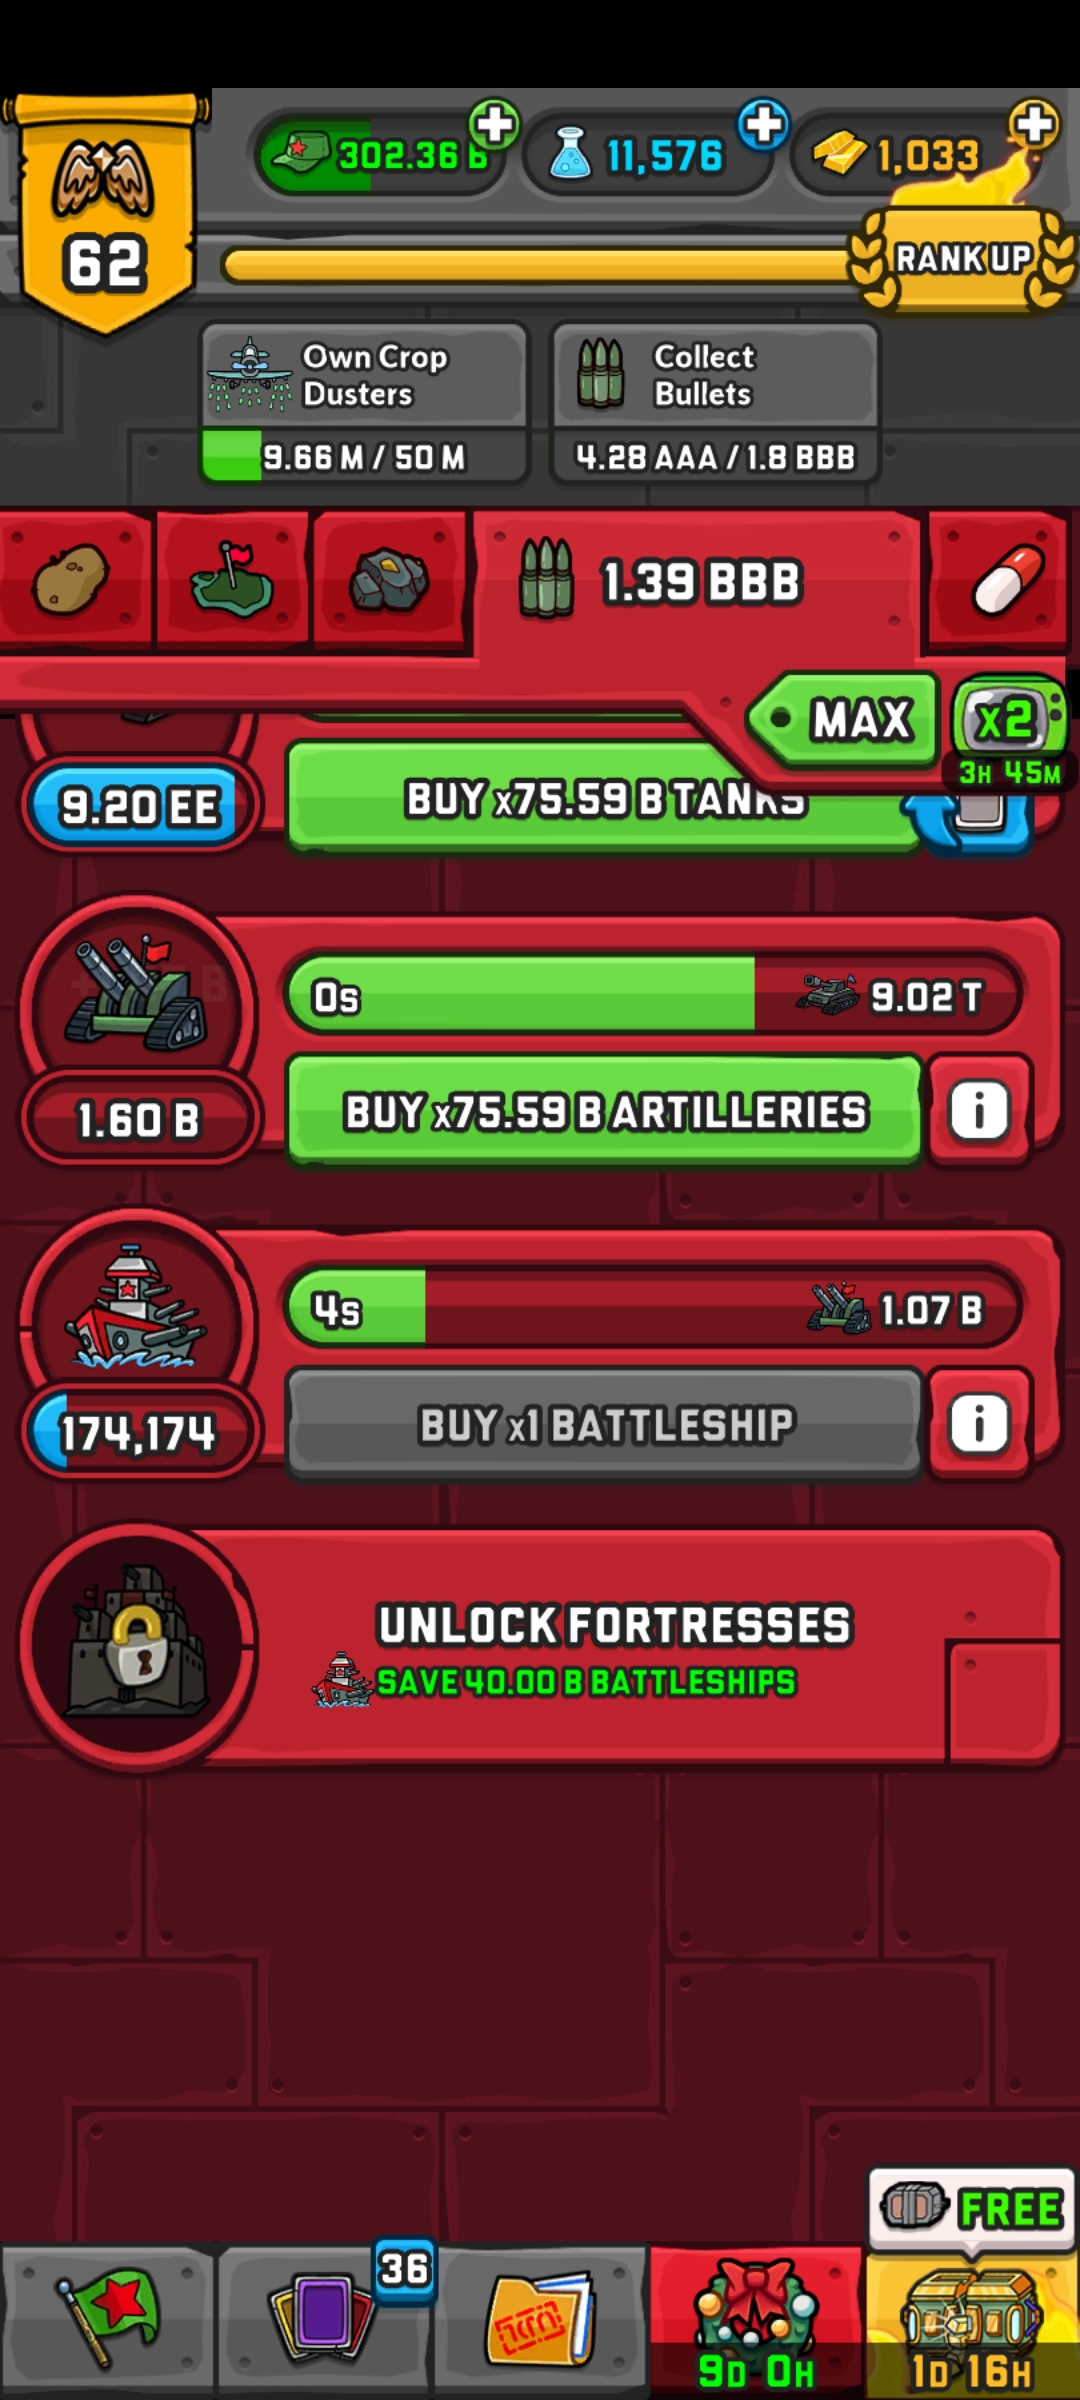 302.36 B
11,576
1,033
62
RANK UP
Own Crop
Dusters
9.66 M / 50 M
Collect
Bullets
4.28 AAA / 1.8 BBB
1.39 BBB
MAX
x2
3H 45M
9.20 EE
BUY x75.59 B TANKS
0s
9.02 T
1.60 B
BUY x75.59 B ARTILLERIES
i
4s
1.07 B
174,174
BUY x1 BATTLESHIP
i
UNLOCK FORTRESSES
SAVE 40.00 B BATTLESHIPS
FREE
36
9D 0H
1D 16H